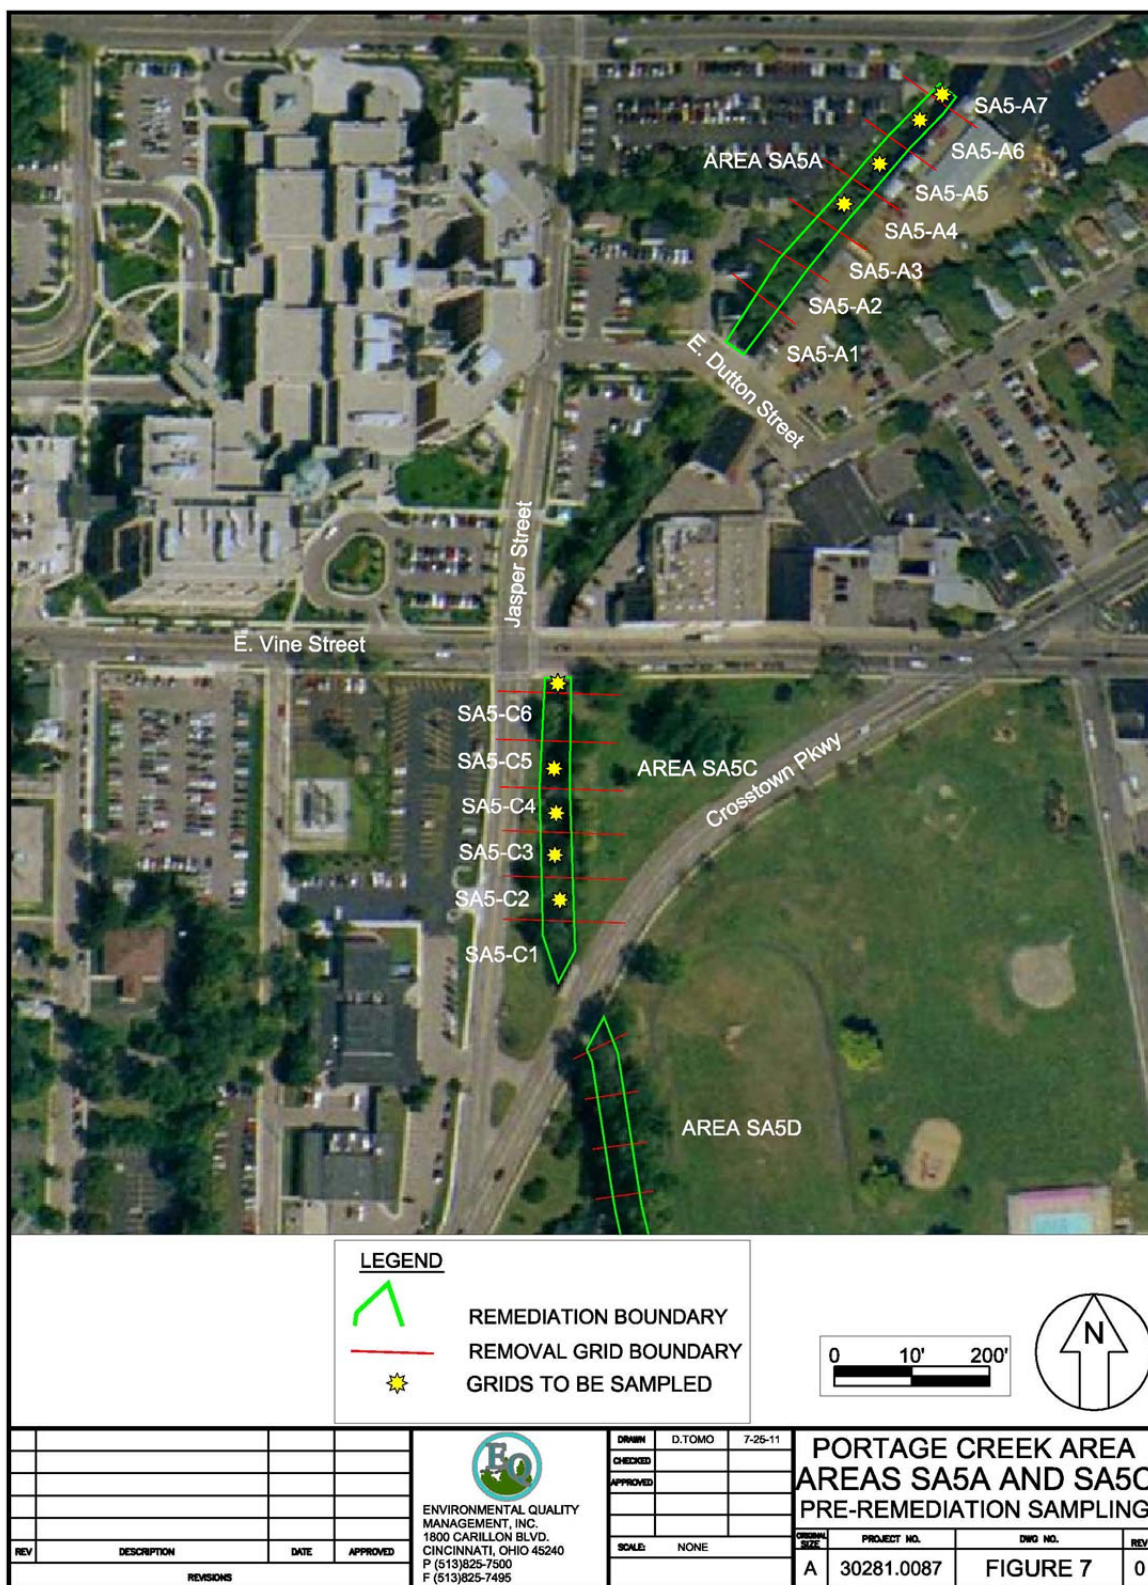 SA5-A7
SA5-A6
AREA SA5A
SA5-A5
SA5-A4
SA5-A3
SA5-A2
SA5-A1
E. Dutton Street
Jasper Street
E. Vine Street
SA5-C6
SA5-C5
AREA SA5C
Crosstown Pkwy
SA5-C4
SA5-C3
SA5-C2
SA5-C1
AREA SA5D
LEGEND
REMEDIATION BOUNDARY
REMOVAL GRID BOUNDARY
GRIDS TO BE SAMPLED
0 10' 200'
N
REV DESCRIPTION DATE APPROVED
REVISIONS
EQ
ENVIRONMENTAL QUALITY
MANAGEMENT, INC.
1800 CARILLON BLVD.
CINCINNATI, OHIO 45240
P (513)825-7500
F (513)825-7495
DRAWN D.TOMO 7-25-11
CHECKED
APPROVED
SCALE: NONE
PORTAGE CREEK AREA
AREAS SA5A AND SA5C
PRE-REMEDIATION SAMPLING
ORIGINAL SIZE PROJECT NO. DWG NO. REV
A 30281.0087 FIGURE 7 0